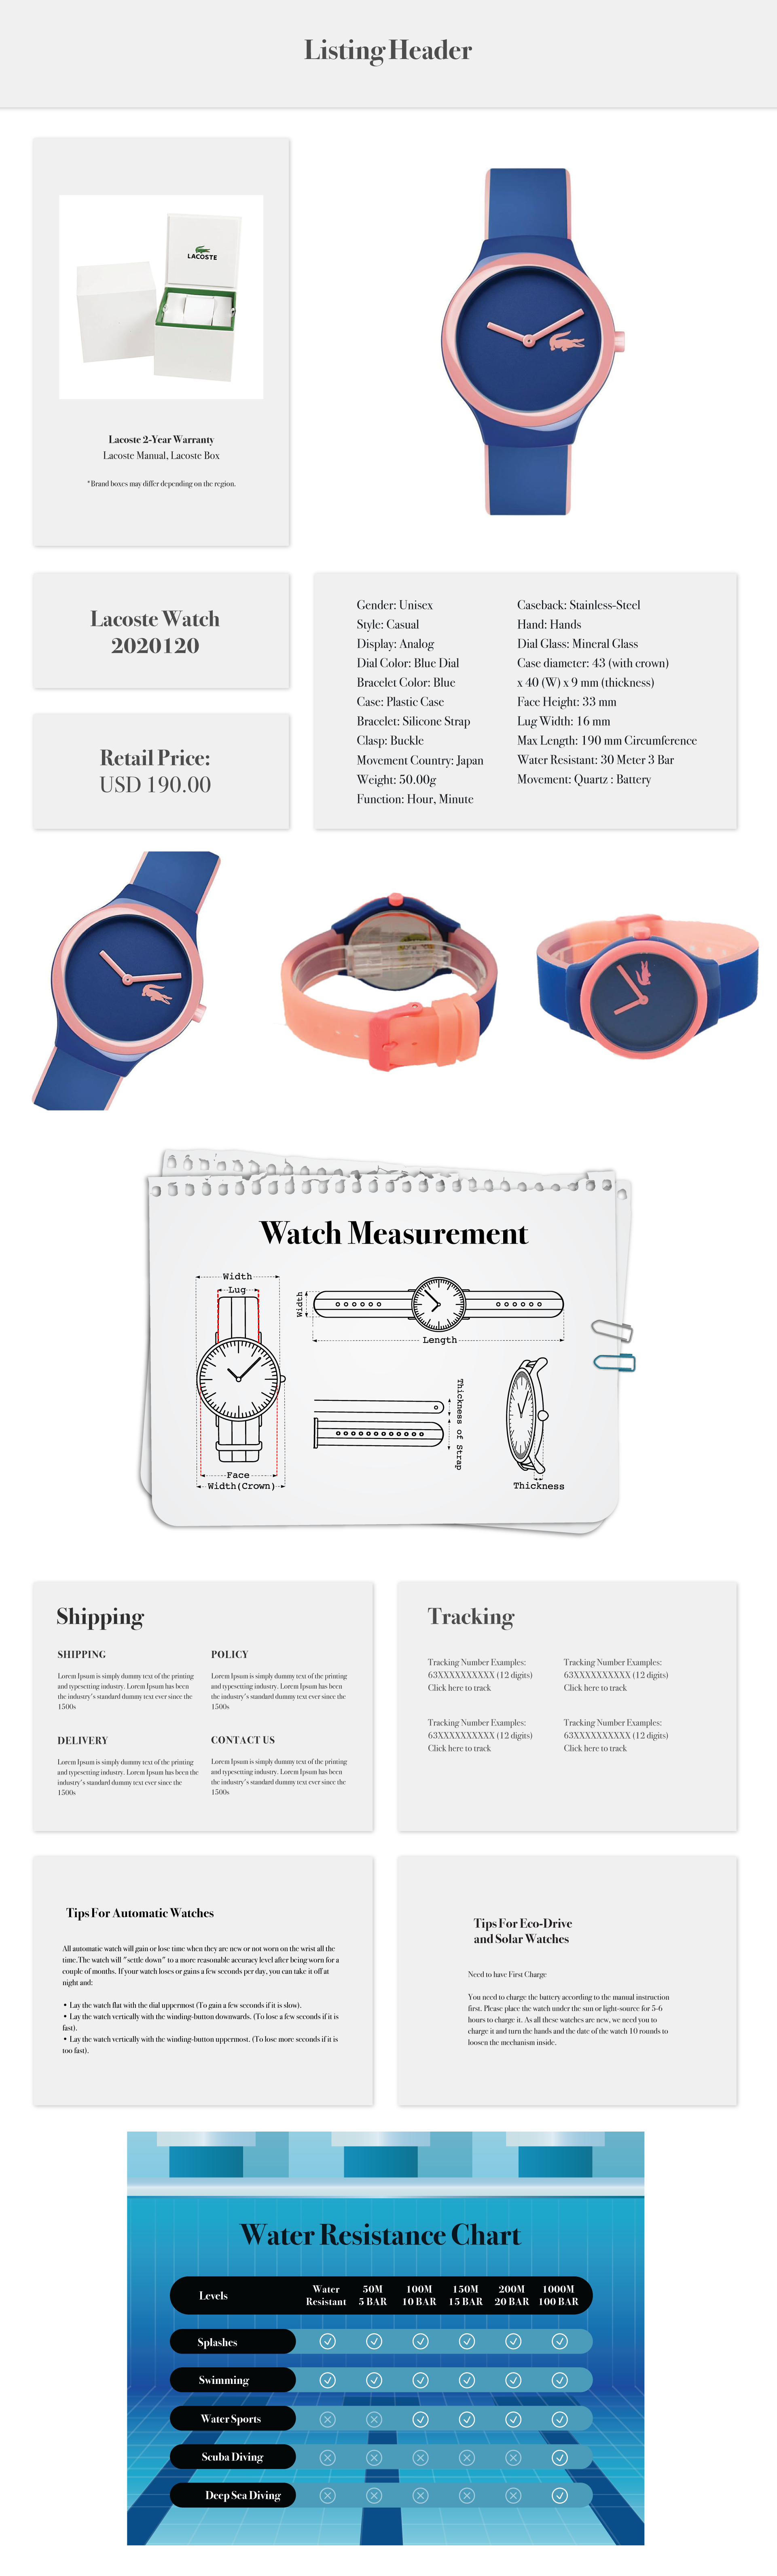 Listing Header
LACOSTE
Lacoste 2-Year Warranty
Lacoste Manual, Lacoste Box
*Brand boxes may differ depending on the region.
Lacoste Watch
2020120
Retail Price:
USD 190.00
Gender: Unisex
Style: Casual
Display: Analog
Dial Color: Blue Dial
Bracelet Color: Blue
Case: Plastic Case
Bracelet: Silicone Strap
Clasp: Buckle
Movement Country: Japan
Weight: 50.00g
Function: Hour, Minute
Caseback: Stainless-Steel
Hand: Hands
Dial Glass: Mineral Glass
Case diameter: 43 (with crown)
x 40 (W) x 9 mm (thickness)
Face Height: 33 mm
Lug Width: 16 mm
Max Length: 190 mm Circumference
Water Resistant: 30 Meter 3 Bar
Movement: Quartz : Battery
Watch Measurement
Width
Lug
Face
Width(Crown)
Width
Length
Thickness of Strap
Thickness
Shipping
SHIPPING
Lorem Ipsum is simply dummy text of the printing
and typesetting industry. Lorem Ipsum has been
the industry's standard dummy text ever since the
1500s
POLICY
Lorem Ipsum is simply dummy text of the printing
and typesetting industry. Lorem Ipsum has been
the industry's standard dummy text ever since the
1500s
DELIVERY
Lorem Ipsum is simply dummy text of the printing
and typesetting industry. Lorem Ipsum has been the
industry's standard dummy text ever since the
1500s
CONTACT US
Lorem Ipsum is simply dummy text of the printing
and typesetting industry. Lorem Ipsum has been
the industry's standard dummy text ever since the
1500s
Tracking
Tracking Number Examples:
63XXXXXXXXXX (12 digits)
Click here to track
Tracking Number Examples:
63XXXXXXXXXX (12 digits)
Click here to track
Tracking Number Examples:
63XXXXXXXXXX (12 digits)
Click here to track
Tracking Number Examples:
63XXXXXXXXXX (12 digits)
Click here to track
Tips For Automatic Watches
All automatic watch will gain or lose time when they are new or not worn on the wrist all the
time.The watch will "settle down" to a more reasonable accuracy level after being worn for a
couple of months. If your watch loses or gains a few seconds per day, you can take it off at
night and:
• Lay the watch flat with the dial uppermost (To gain a few seconds if it is slow).
• Lay the watch vertically with the winding-button downwards. (To lose a few seconds if it is
fast).
• Lay the watch vertically with the winding-button uppermost. (To lose more seconds if it is
too fast).
Tips For Eco-Drive
and Solar Watches
Need to have First Charge
You need to charge the battery according to the manual instruction
first. Please place the watch under the sun or light-source for 5-6
hours to charge it. As all these watches are new, we need you to
charge it and turn the hands and the date of the watch 10 rounds to
loosen the mechanism inside.
Water Resistance Chart
Levels
Water
Resistant
50M
5 BAR
100M
10 BAR
150M
15 BAR
200M
20 BAR
1000M
100 BAR
Splashes
Swimming
Water Sports
Scuba Diving
Deep Sea Diving